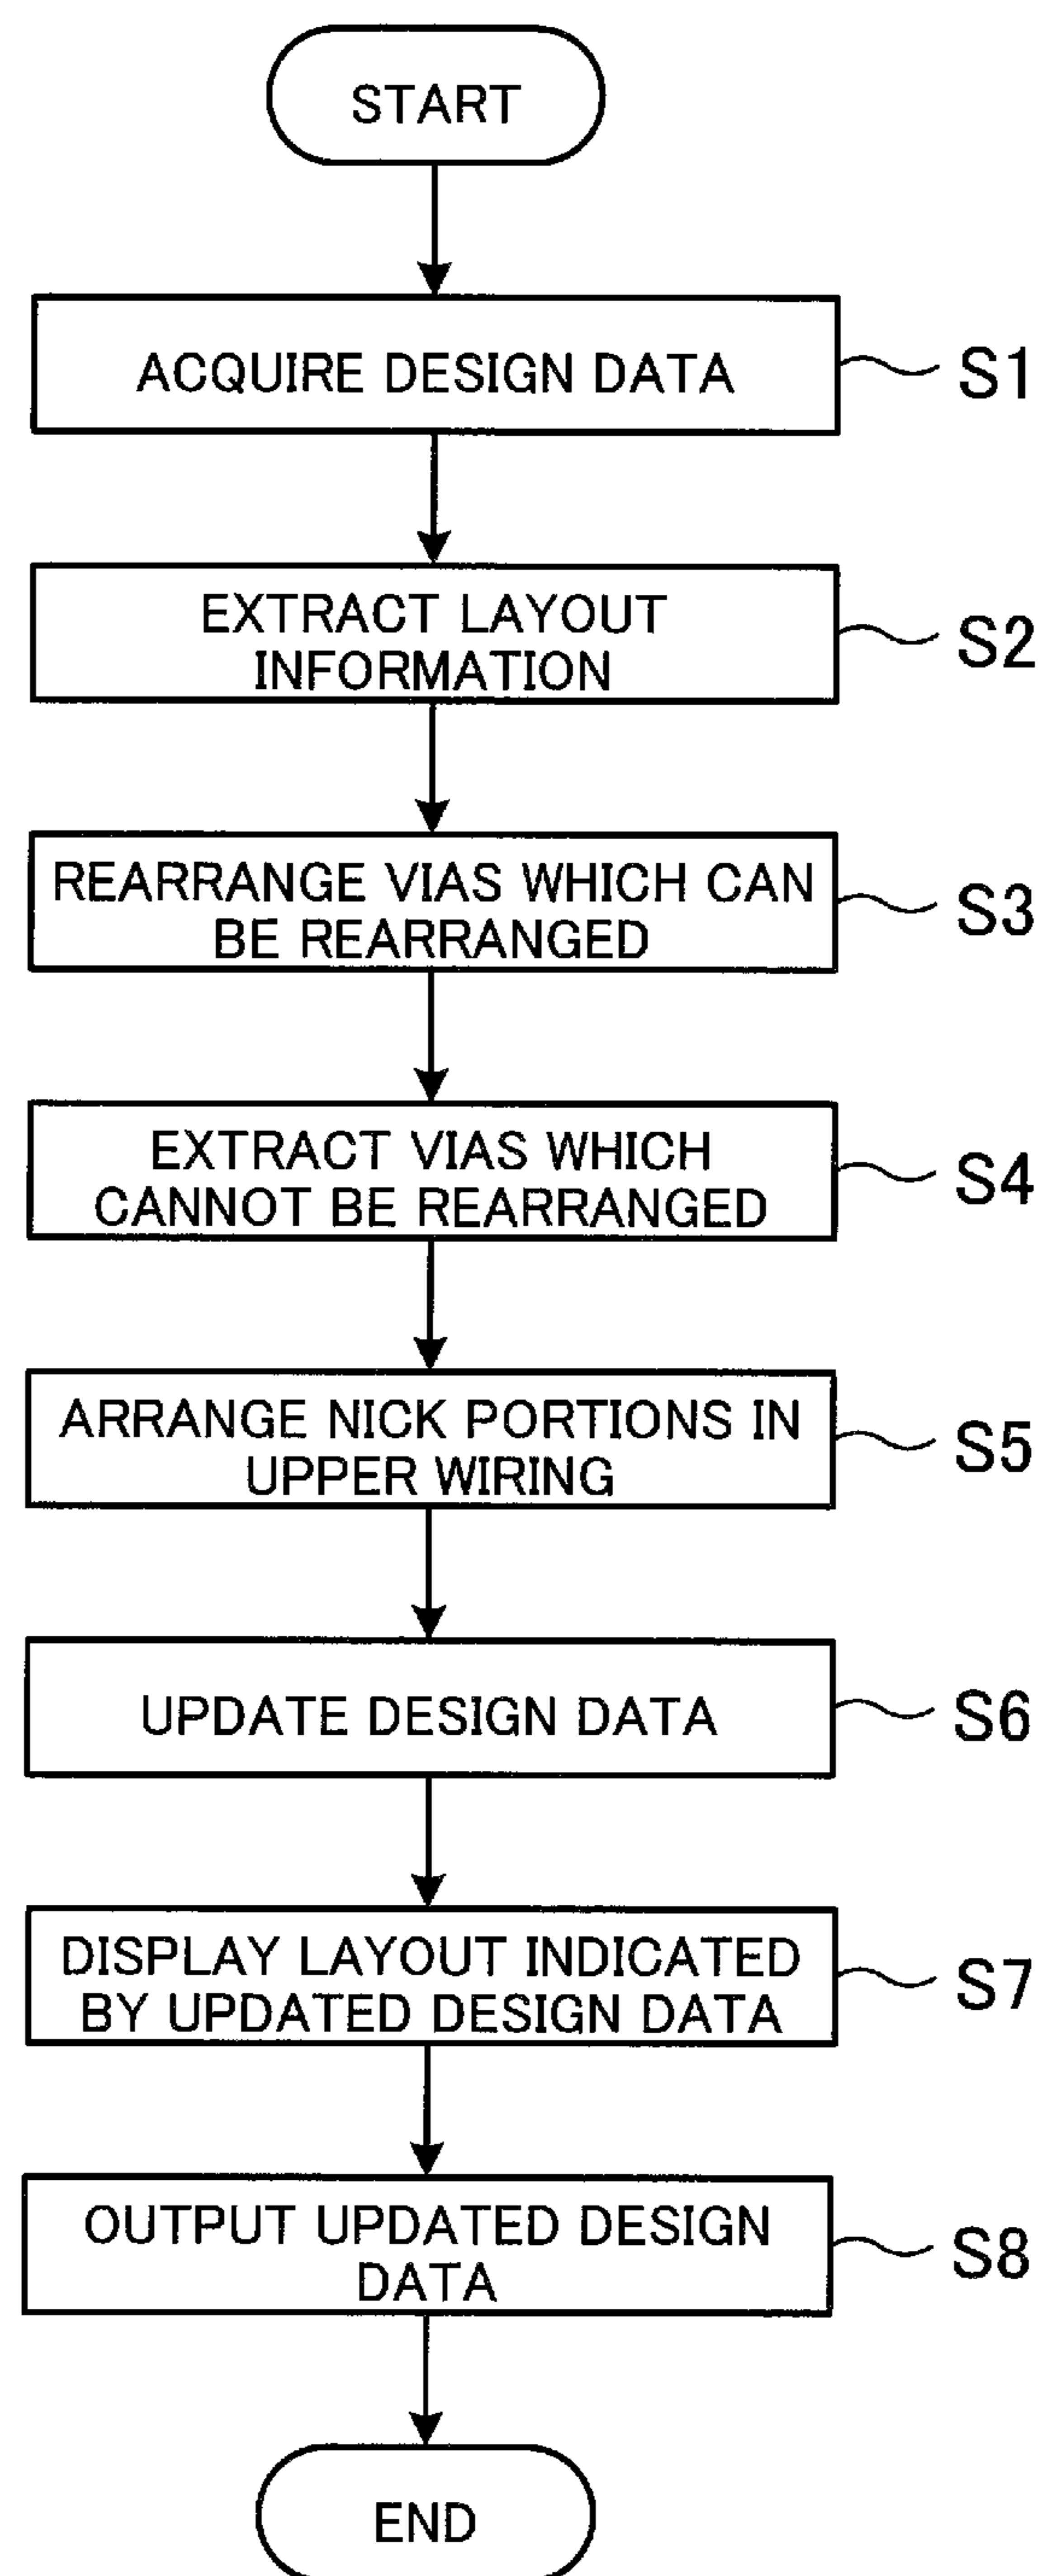 START
ACQUIRE DESIGN DATA
S1
EXTRACT LAYOUT
INFORMATION
S2
REARRANGE VIAS WHICH CAN
BE REARRANGED
S3
EXTRACT VIAS WHICH
CANNOT BE REARRANGED
S4
ARRANGE NICK PORTIONS IN
UPPER WIRING
S5
UPDATE DESIGN DATA
S6
DISPLAY LAYOUT INDICATED
BY UPDATED DESIGN DATA
S7
OUTPUT UPDATED DESIGN
DATA
S8
END